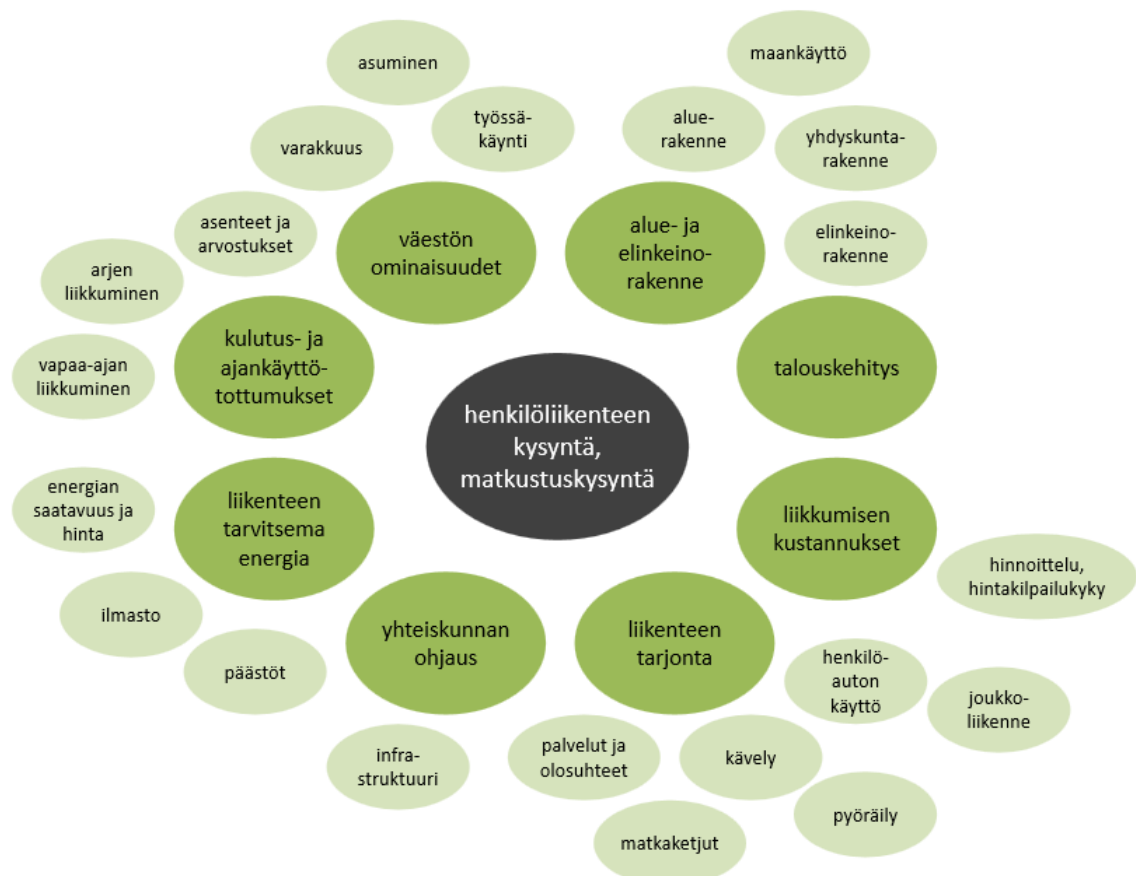 maankäyttö
asuminen
työssä-
käynti
alue-
rakenne
yhdyskunta-
rakenne
varakkuus
asenteet ja
arvostukset
väestön
ominaisuudet
alue- ja
elinkeino-
rakenne
elinkeino-
rakenne
arjen
liikkuminen
vapaa-ajan
liikkuminen
kulutus- ja
ajankäyttö-
tottumukset
talouskehitys
henkilöliikenteen
kysyntä,
matkustuskysyntä
energian
saatavuus ja
hinta
liikenteen
tarvitsema
energia
liikkumisen
kustannukset
hinnoittelu,
hintakilpailukyky
ilmasto
päästöt
yhteiskunnan
ohjaus
liikenteen
tarjonta
henkilö-
auton
käyttö
joukko-
liikenne
infra-
struktuuri
palvelut ja
olosuhteet
kävely
pyöräily
matkaketjut